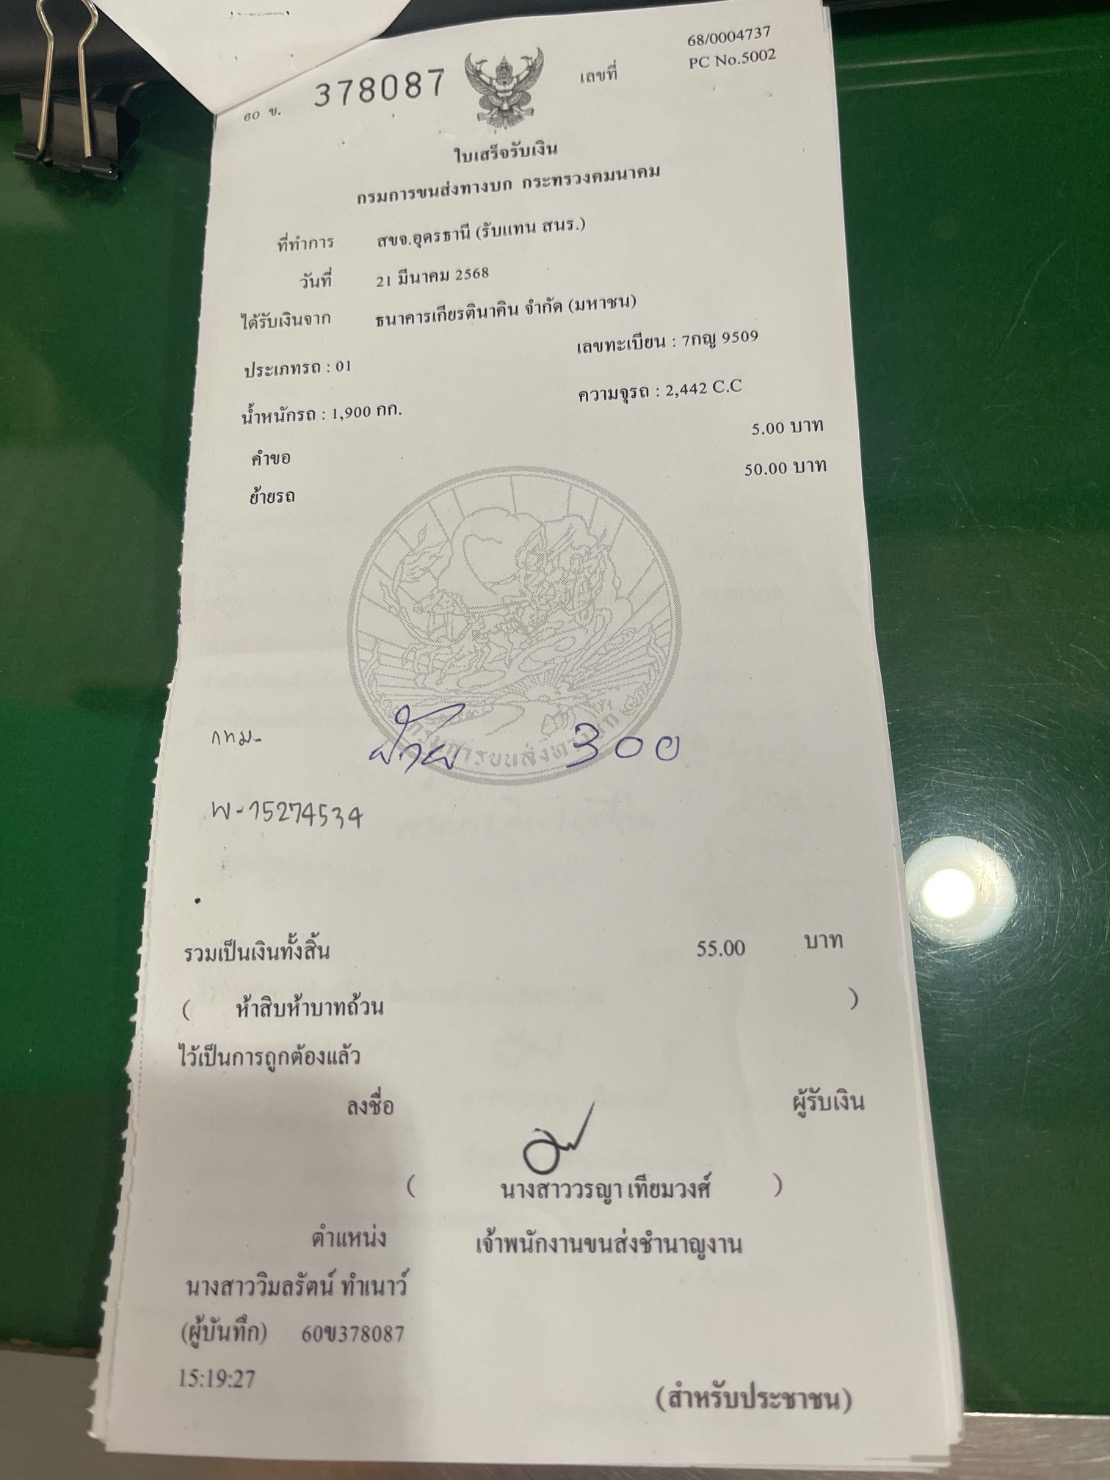 68/0004737
60 ข. 378087 เลขที่ PC No.5002
ใบเสร็จรับเงิน
กรมการขนส่งทางบก กระทรวงคมนาคม
ที่ทำการ สขจ.อุดรธานี (รับแทน สนร.)
วันที่ 21 มีนาคม 2568
ได้รับเงินจาก ธนาคารเกียรตินาคิน จำกัด (มหาชน)
ประเภทรถ : 01 เลขทะเบียน : 7กญ 9509
น้ำหนักรถ : 1,900 กก. ความจุรถ : 2,442 C.C
คำขอ 5.00 บาท
ย้ายรถ 50.00 บาท
กรมการขนส่งทางบก
กทม- 300
พ-15274534
รวมเป็นเงินทั้งสิ้น 55.00 บาท
( ห้าสิบห้าบาทถ้วน )
ไว้เป็นการถูกต้องแล้ว
ลงชื่อ ผู้รับเงิน
( นางสาววรญา เทียมวงศ์ )
ตำแหน่ง เจ้าพนักงานขนส่งชำนาญงาน
นางสาววิมลรัตน์ ทำเนาว์
(ผู้บันทึก) 60ข378087
15:19:27
(สำหรับประชาชน)